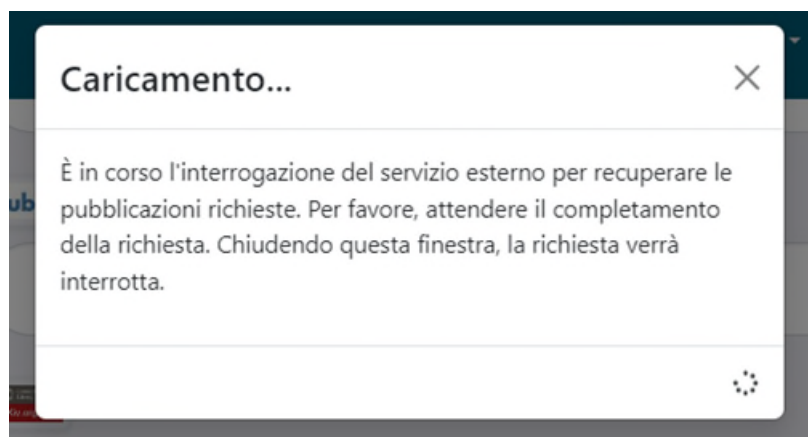 Caricamento...
È in corso l'interrogazione del servizio esterno per recuperare le
pubblicazioni richieste. Per favore, attendere il completamento
della richiesta. Chiudendo questa finestra, la richiesta verrà
interrotta.
ub